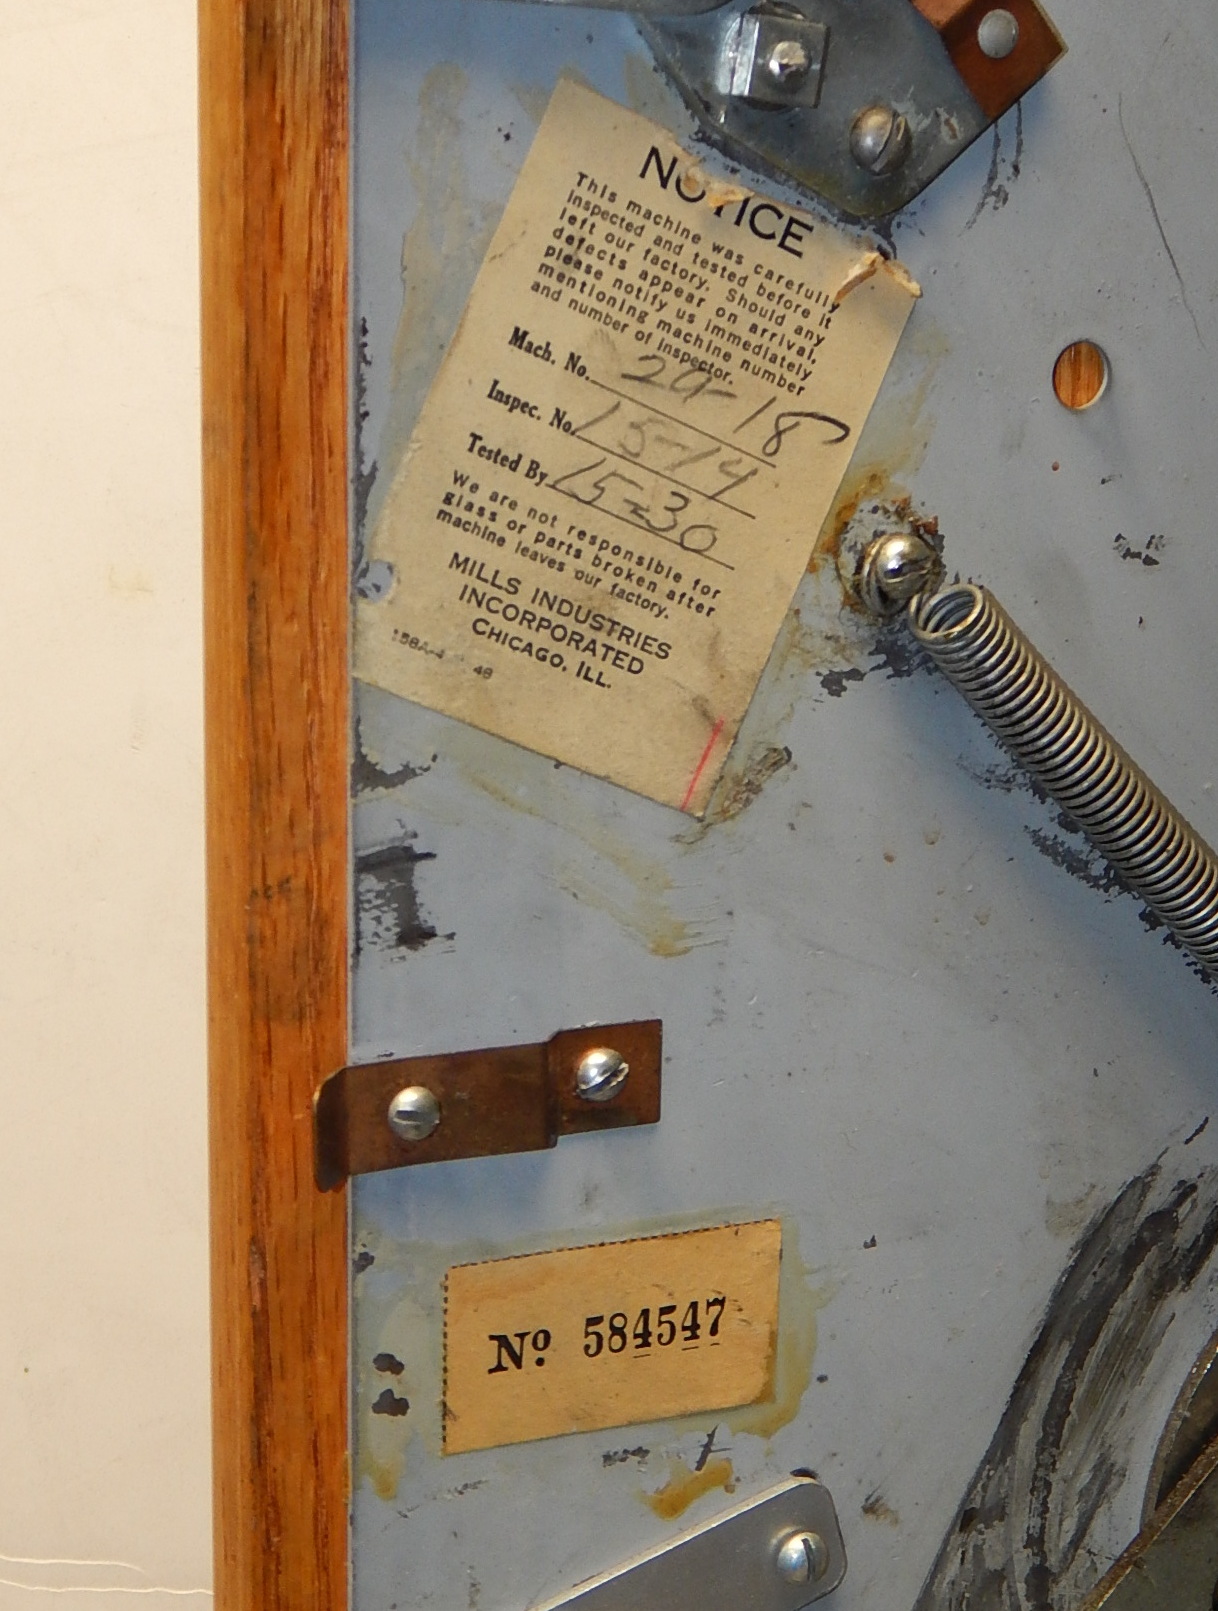 NOTICE
This machine was carefully
inspected and tested before it
left our factory. Should any
defects appear on arrival,
please notify us immediately
mentioning machine number
and number of inspector.
Mach. No. 29-18
Inspec. No. 15-14
Tested By 15-30
We are not responsible for
glass or parts broken after
machine leaves our factory.
MILLS INDUSTRIES
INCORPORATED
CHICAGO, ILL.
158A-4 48
No. 584547